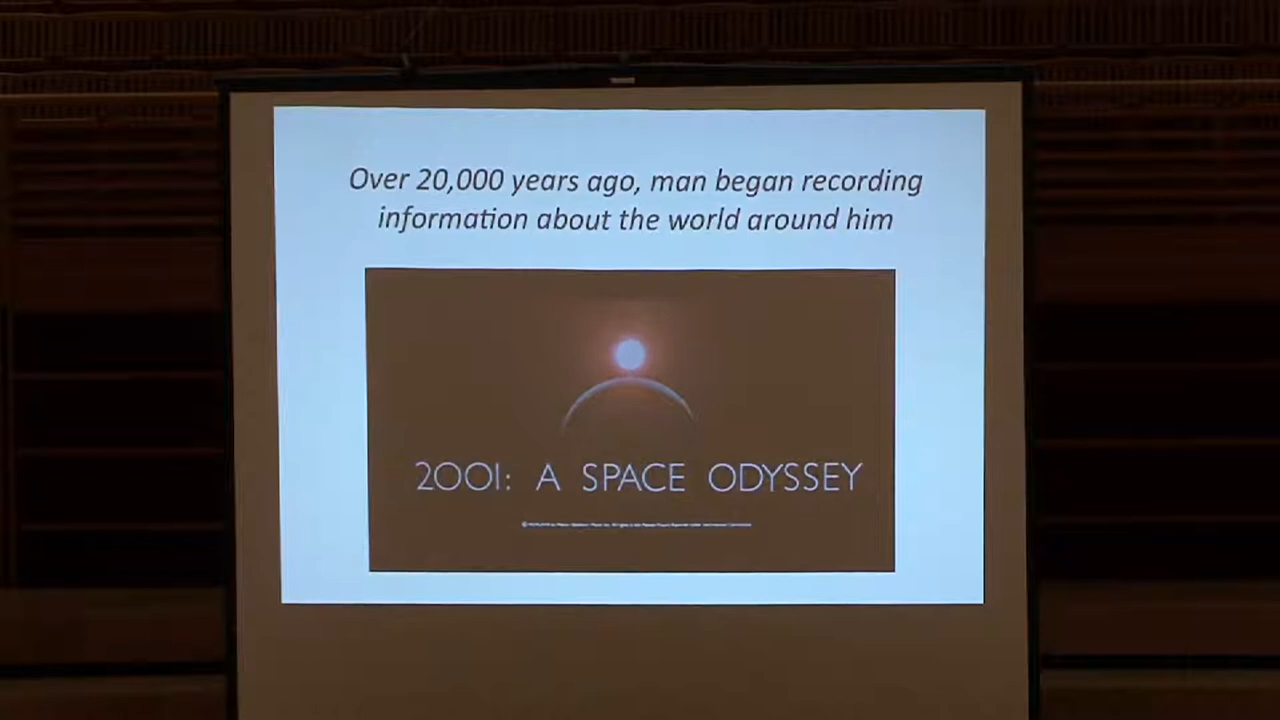 Over 20,000 years ago, man began recording
information about the world around him
2001: A SPACE ODYSSEY